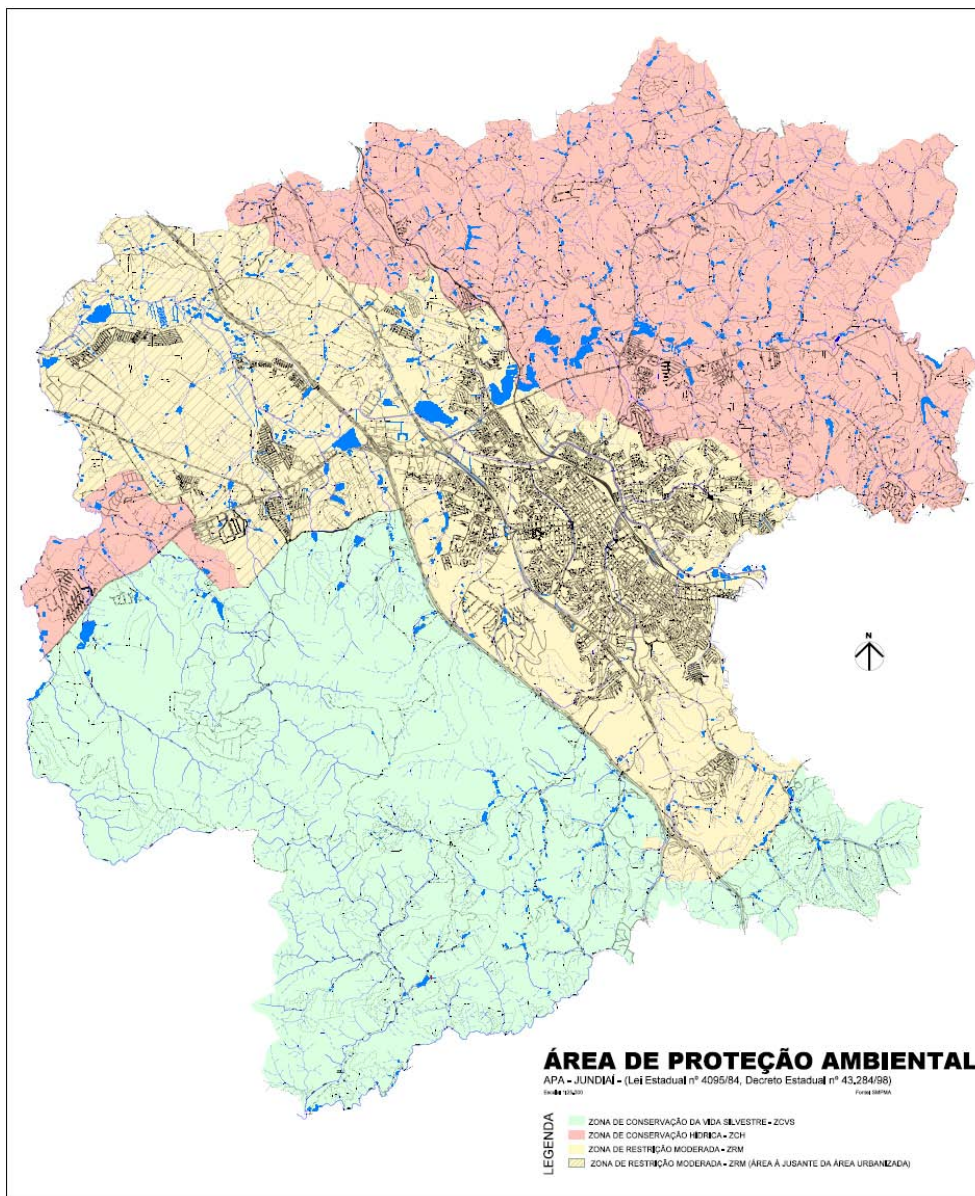 N
ÁREA DE PROTEÇÃO AMBIENTAL
APA - JUNDIAÍ - (Lei Estadual nº 4095/84, Decreto Estadual nº 43.284/98)
Fonte: SMPMA
LEGENDA
ZONA DE CONSERVAÇÃO DA VIDA SILVESTRE - ZCVS
ZONA DE CONSERVAÇÃO HÍDRICA - ZCH
ZONA DE RESTRIÇÃO MODERADA - ZRM
ZONA DE RESTRIÇÃO MODERADA - ZRM (ÁREA À JUSANTE DA ÁREA URBANIZADA)